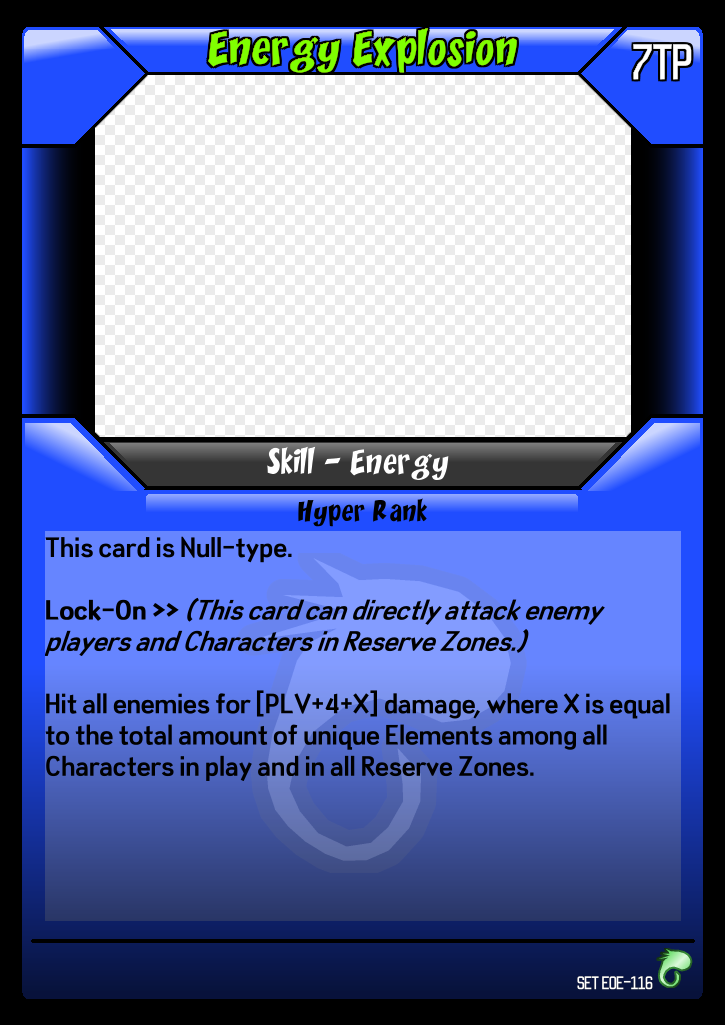 Energy Explosion
7TP
Skill - Energy
Hyper Rank
This card is Null-type.
Lock-On >> (This card can directly attack enemy
players and Characters in Reserve Zones.)
Hit all enemies for [PLV+4+X] damage, where X is equal
to the total amount of unique Elements among all
Characters in play and in all Reserve Zones.
SET EOE-116